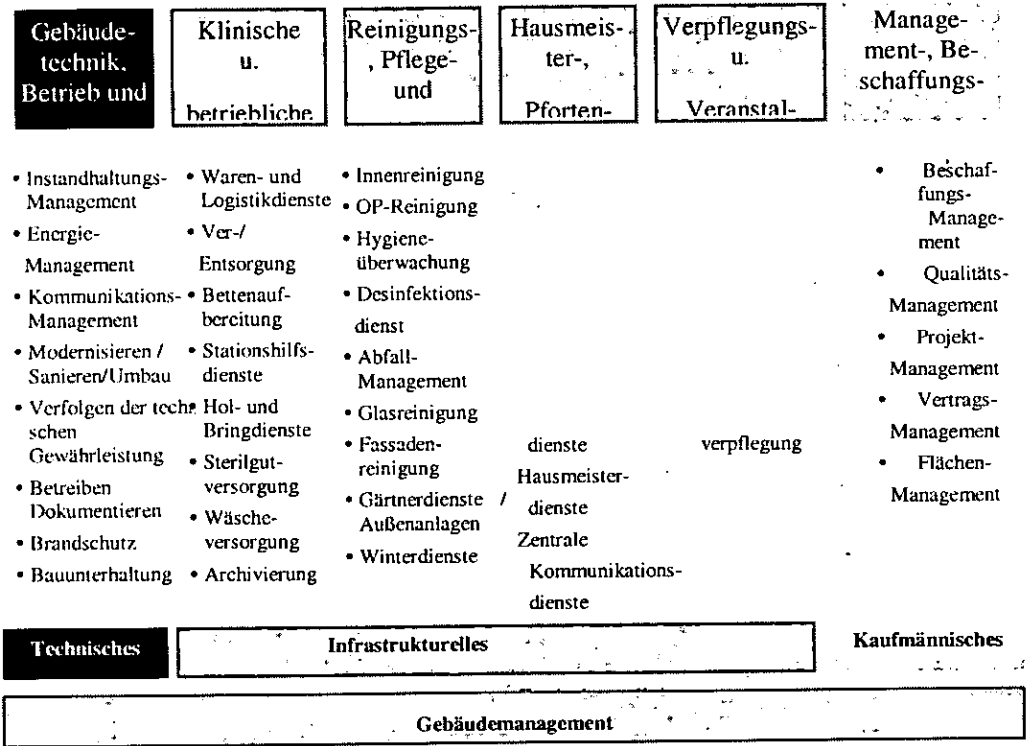 Gebäude-
technik,
Betrieb und
Klinische
u.
betriebliche
Reinigungs-
, Pflege-
und
Hausmeis-
ter-,
Pforten-
Verpflegungs-
u.
Veranstal-
Manage-
ment-, Be-
schaffungs-
• Instandhaltungs-
Management
• Energie-
Management
• Kommunikations-
Management
• Modernisieren /
Sanieren/Umbau
• Verfolgen der techn
schen
Gewährleistung
• Betreiben
Dokumentieren
• Brandschutz
• Bauunterhaltung
• Waren- und
Logistikdienste
• Ver-/
Entsorgung
• Bettenauf-
bereitung
• Stationshilfs-
dienste
Hol- und
Bringdienste
• Sterilgut-
versorgung
• Wäsche-
versorgung
• Archivierung
• Innenreinigung
• OP-Reinigung
• Hygiene-
überwachung
• Desinfektions-
dienst
• Abfall-
Management
• Glasreinigung
• Fassaden-
reinigung
• Gärtnerdienste /
Außenanlagen
• Winterdienste
dienste
Hausmeister-
dienste
Zentrale
Kommunikations-
dienste
verpflegung
• Beschaf-
fungs-
Manage-
ment
• Qualitäts-
Management
• Projekt-
Management
• Vertrags-
Management
• Flächen-
Management
Technisches
Infrastrukturelles
Kaufmännisches
Gebäudemanagement